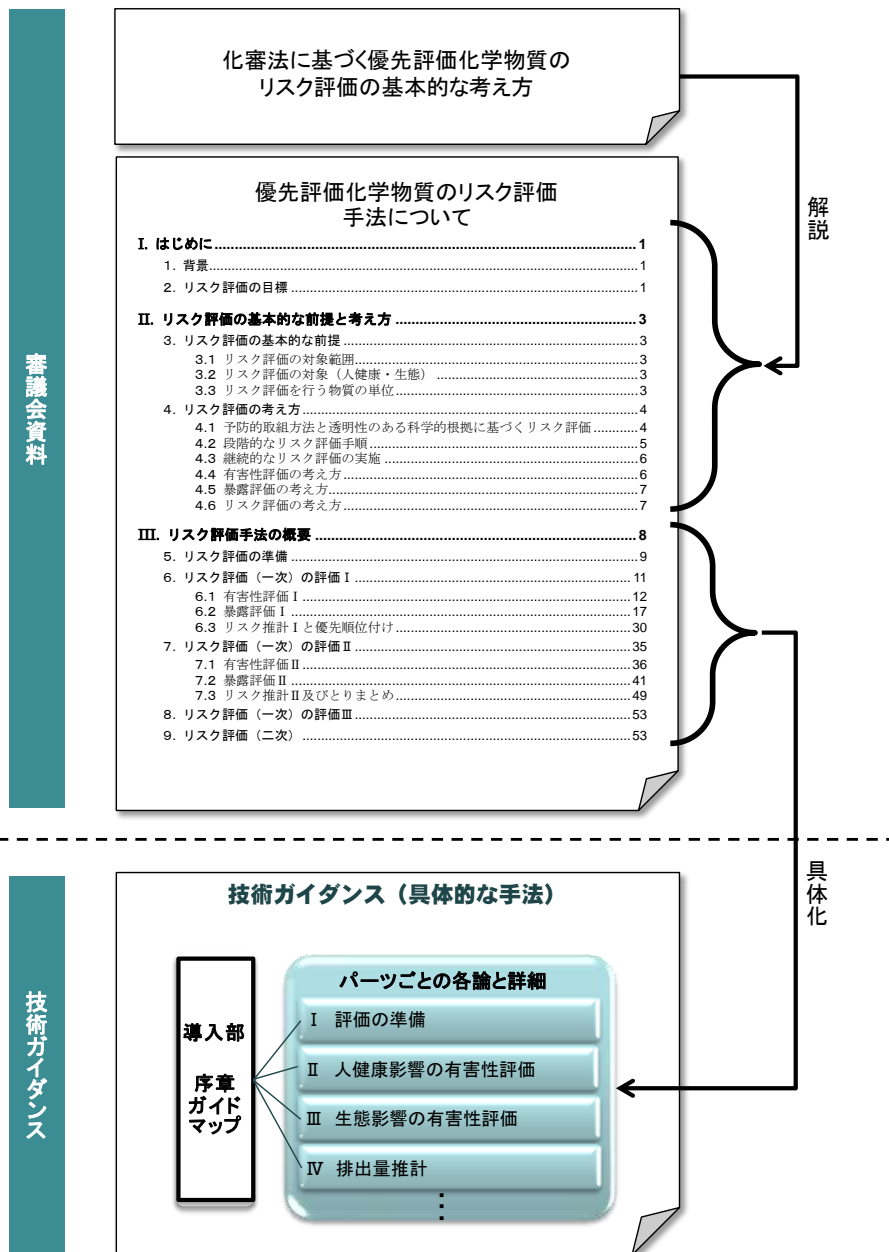 審議会資料
化審法に基づく優先評価化学物質の
リスク評価の基本的な考え方
解説
優先評価化学物質のリスク評価
手法について
I. はじめに 1
1. 背景 1
2. リスク評価の目標 1
II. リスク評価の基本的な前提と考え方 3
3. リスク評価の基本的な前提 3
3.1 リスク評価の対象範囲 3
3.2 リスク評価の対象（人健康・生態） 3
3.3 リスク評価を行う物質の単位 3
4. リスク評価の考え方 4
4.1 予防的取組方法と透明性のある科学的根拠に基づくリスク評価 4
4.2 段階的なリスク評価手順 5
4.3 継続的なリスク評価の実施 6
4.4 有害性評価の考え方 6
4.5 暴露評価の考え方 7
4.6 リスク評価の考え方 7
III. リスク評価手法の概要 8
5. リスク評価の準備 9
6. リスク評価（一次）の評価Ⅰ 11
6.1 有害性評価Ⅰ 12
6.2 暴露評価Ⅰ 17
6.3 リスク推計Ⅰと優先順位付け 30
7. リスク評価（一次）の評価Ⅱ 35
7.1 有害性評価Ⅱ 36
7.2 暴露評価Ⅱ 41
7.3 リスク推計Ⅱ及びとりまとめ 49
8. リスク評価（一次）の評価Ⅲ 53
9. リスク評価（二次） 53
具体化
技術ガイダンス
技術ガイダンス（具体的な手法）
導入部
序章
ガイド
マップ
パーツごとの各論と詳細
Ⅰ 評価の準備
Ⅱ 人健康影響の有害性評価
Ⅲ 生態影響の有害性評価
Ⅳ 排出量推計
⋮